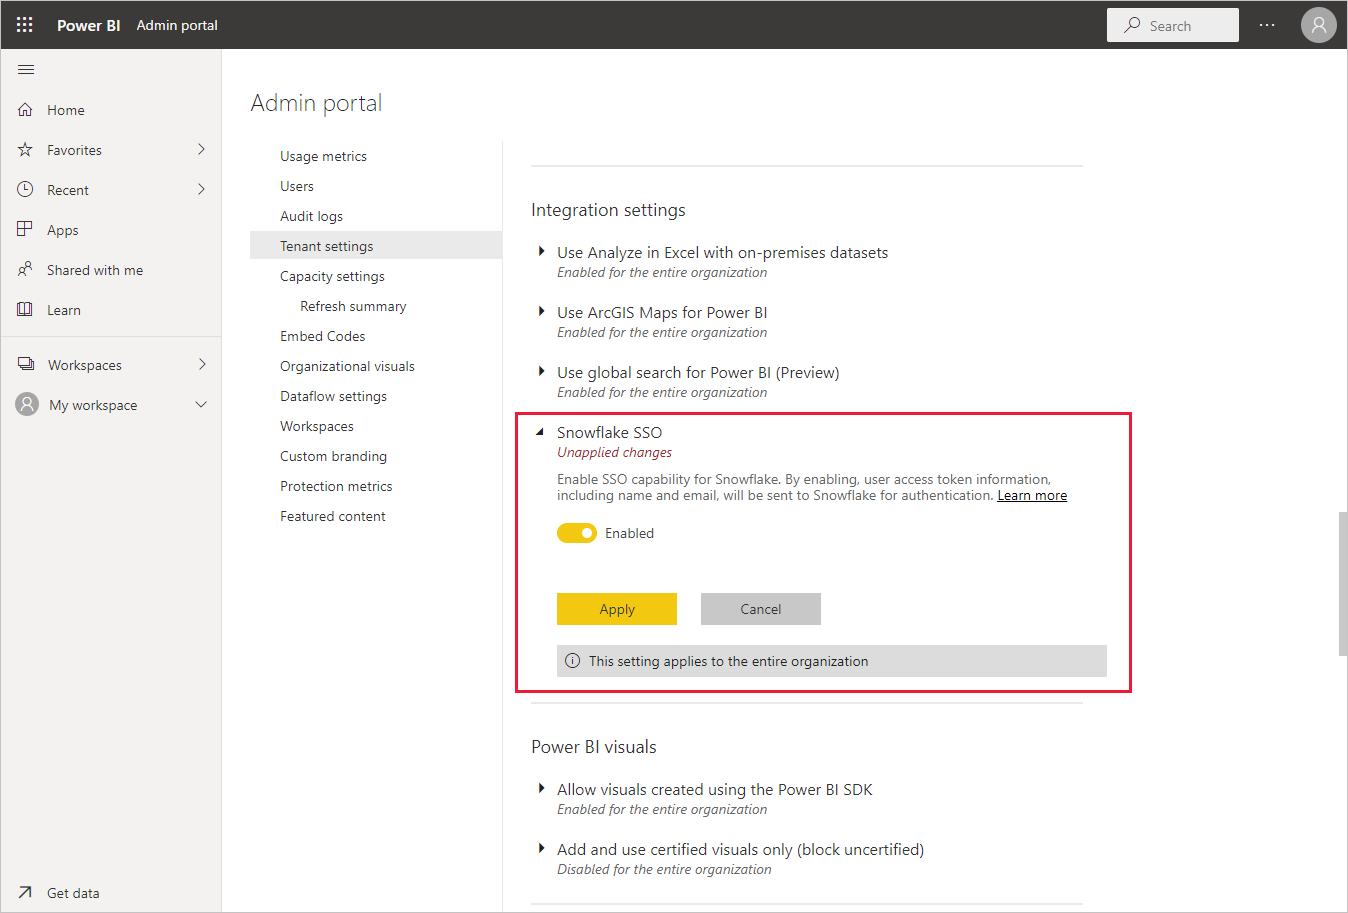 Power BI Admin portal
Search
Home
Favorites
Recent
Apps
Shared with me
Learn
Workspaces
My workspace
Get data
Admin portal
Usage metrics
Users
Audit logs
Tenant settings
Capacity settings
Refresh summary
Embed Codes
Organizational visuals
Dataflow settings
Workspaces
Custom branding
Protection metrics
Featured content
Integration settings
Use Analyze in Excel with on-premises datasets
Enabled for the entire organization
Use ArcGIS Maps for Power BI
Enabled for the entire organization
Use global search for Power BI (Preview)
Enabled for the entire organization
Snowflake SSO
Unapplied changes
Enable SSO capability for Snowflake. By enabling, user access token information,
including name and email, will be sent to Snowflake for authentication. Learn more
Enabled
Apply Cancel
This setting applies to the entire organization
Power BI visuals
Allow visuals created using the Power BI SDK
Enabled for the entire organization
Add and use certified visuals only (block uncertified)
Disabled for the entire organization